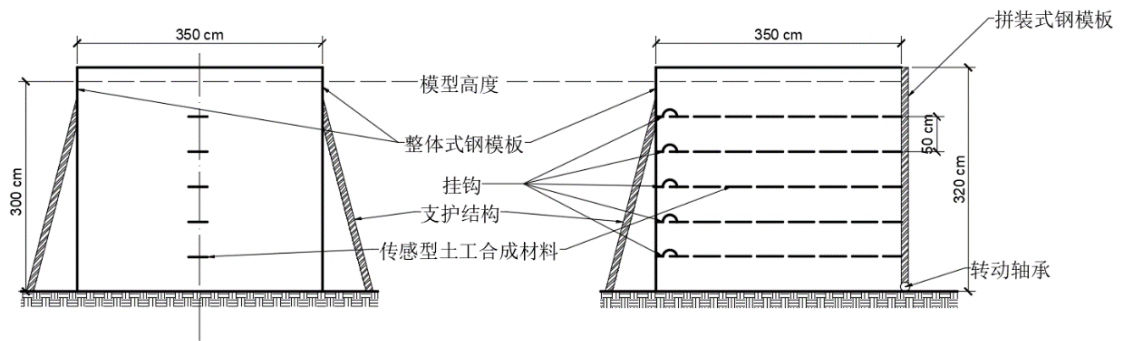 拼装式钢模板
350 cm
350 cm
模型高度
整体式钢模板
50 cm
挂钩
300 cm
320 cm
支护结构
传感型土工合成材料
转动轴承